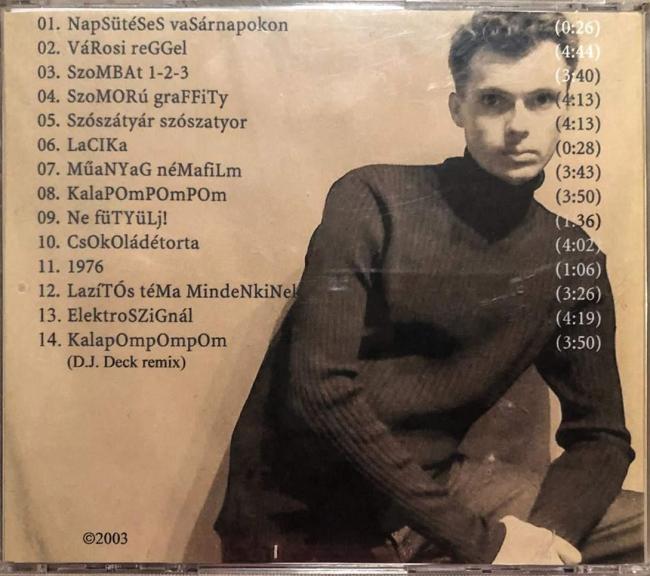 01. NapSütéSeS vaSárnapokon (0:26)
02. VáRosi reGGel (4:44)
03. SzoMBAt 1-2-3 (3:40)
04. SzoMORú graFFiTy (4:13)
05. Szószátyár szószatyor (4:13)
06. LaCIKa (0:28)
07. MűaNYaG néMafiLm (3:43)
08. KalaPOmPOmPOm (3:50)
09. Ne füTYüLj! (1:36)
10. CsOkOládétorta (4:02)
11. 1976 (1:06)
12. LazíTÓs téMa MindeNkiNek (3:26)
13. ElektroSZiGnál (4:19)
14. KalapOmpOmpOm (3:50)
(D.J. Deck remix)
©2003